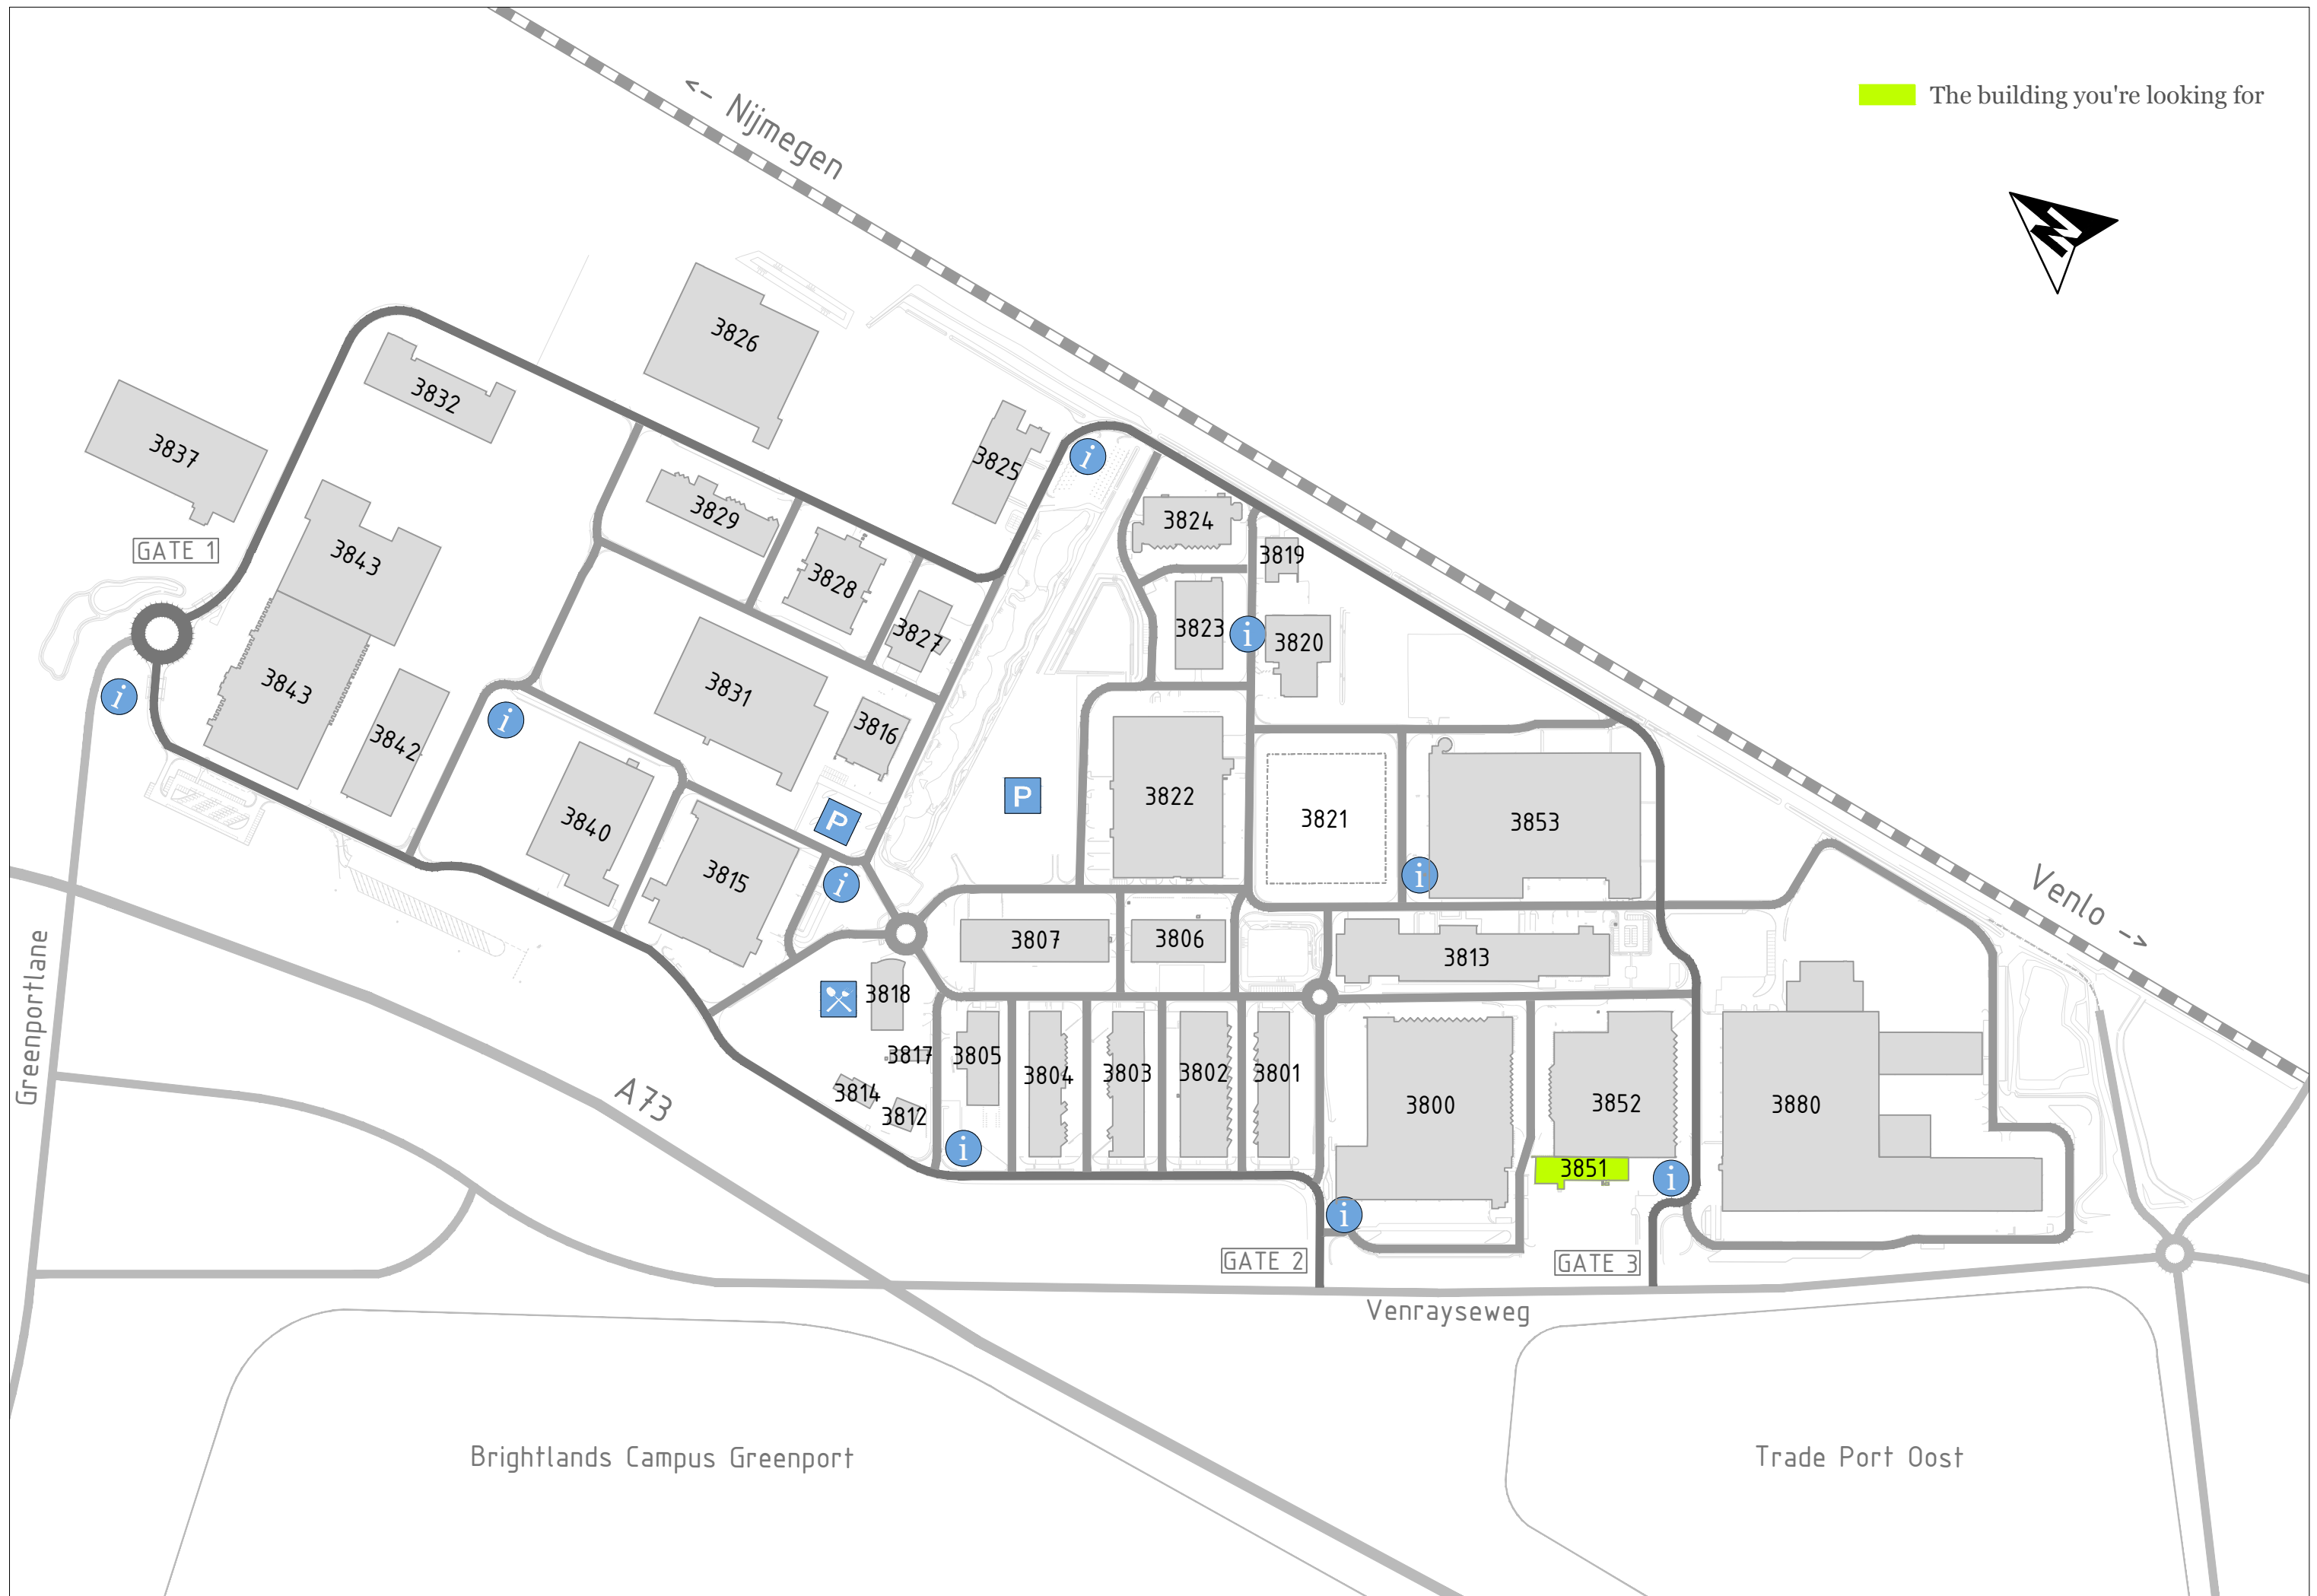 <- Nijmegen
The building you're looking for
N
3826
3832
3837
3825
3829
3824
GATE 1
3843
3819
3828
3823
3827
3820
i
i
i
3843
3831
3842
3816
i
P
3822
3821
3853
P
3840
3815
i
i
Venlo ->
Greenportlane
3807
3806
3813
3818
3817
3805
3804
3803
3802
3801
3800
3852
3880
A73
3814
3812
i
3851
i
i
GATE 2
GATE 3
Venrayseweg
Brightlands Campus Greenport
Trade Port Oost